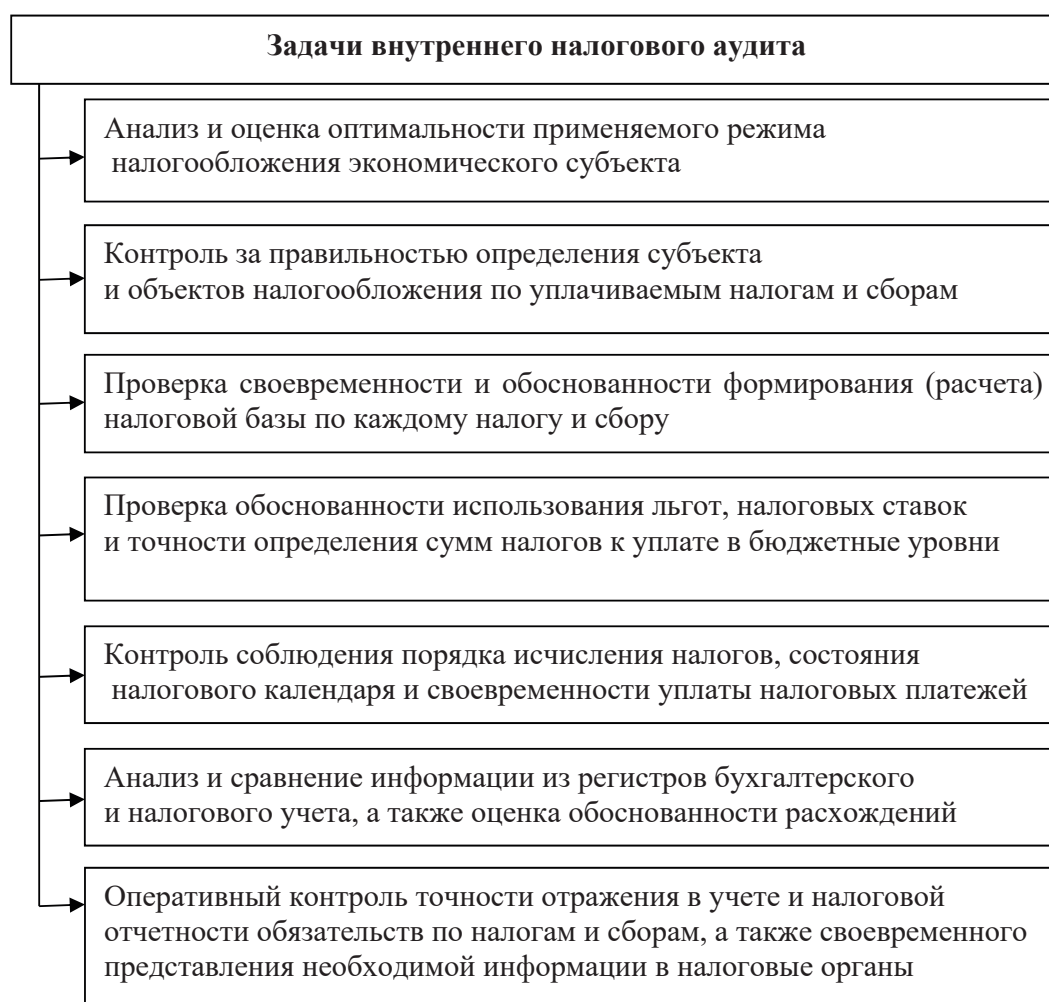 Задачи внутреннего налогового аудита
Анализ и оценка оптимальности применяемого режима
налогообложения экономического субъекта
Контроль за правильностью определения субъекта
и объектов налогообложения по уплачиваемым налогам и сборам
Проверка своевременности и обоснованности формирования (расчета)
налоговой базы по каждому налогу и сбору
Проверка обоснованности использования льгот, налоговых ставок
и точности определения сумм налогов к уплате в бюджетные уровни
Контроль соблюдения порядка исчисления налогов, состояния
налогового календаря и своевременности уплаты налоговых платежей
Анализ и сравнение информации из регистров бухгалтерского
и налогового учета, а также оценка обоснованности расхождений
Оперативный контроль точности отражения в учете и налоговой
отчетности обязательств по налогам и сборам, а также своевременного
представления необходимой информации в налоговые органы